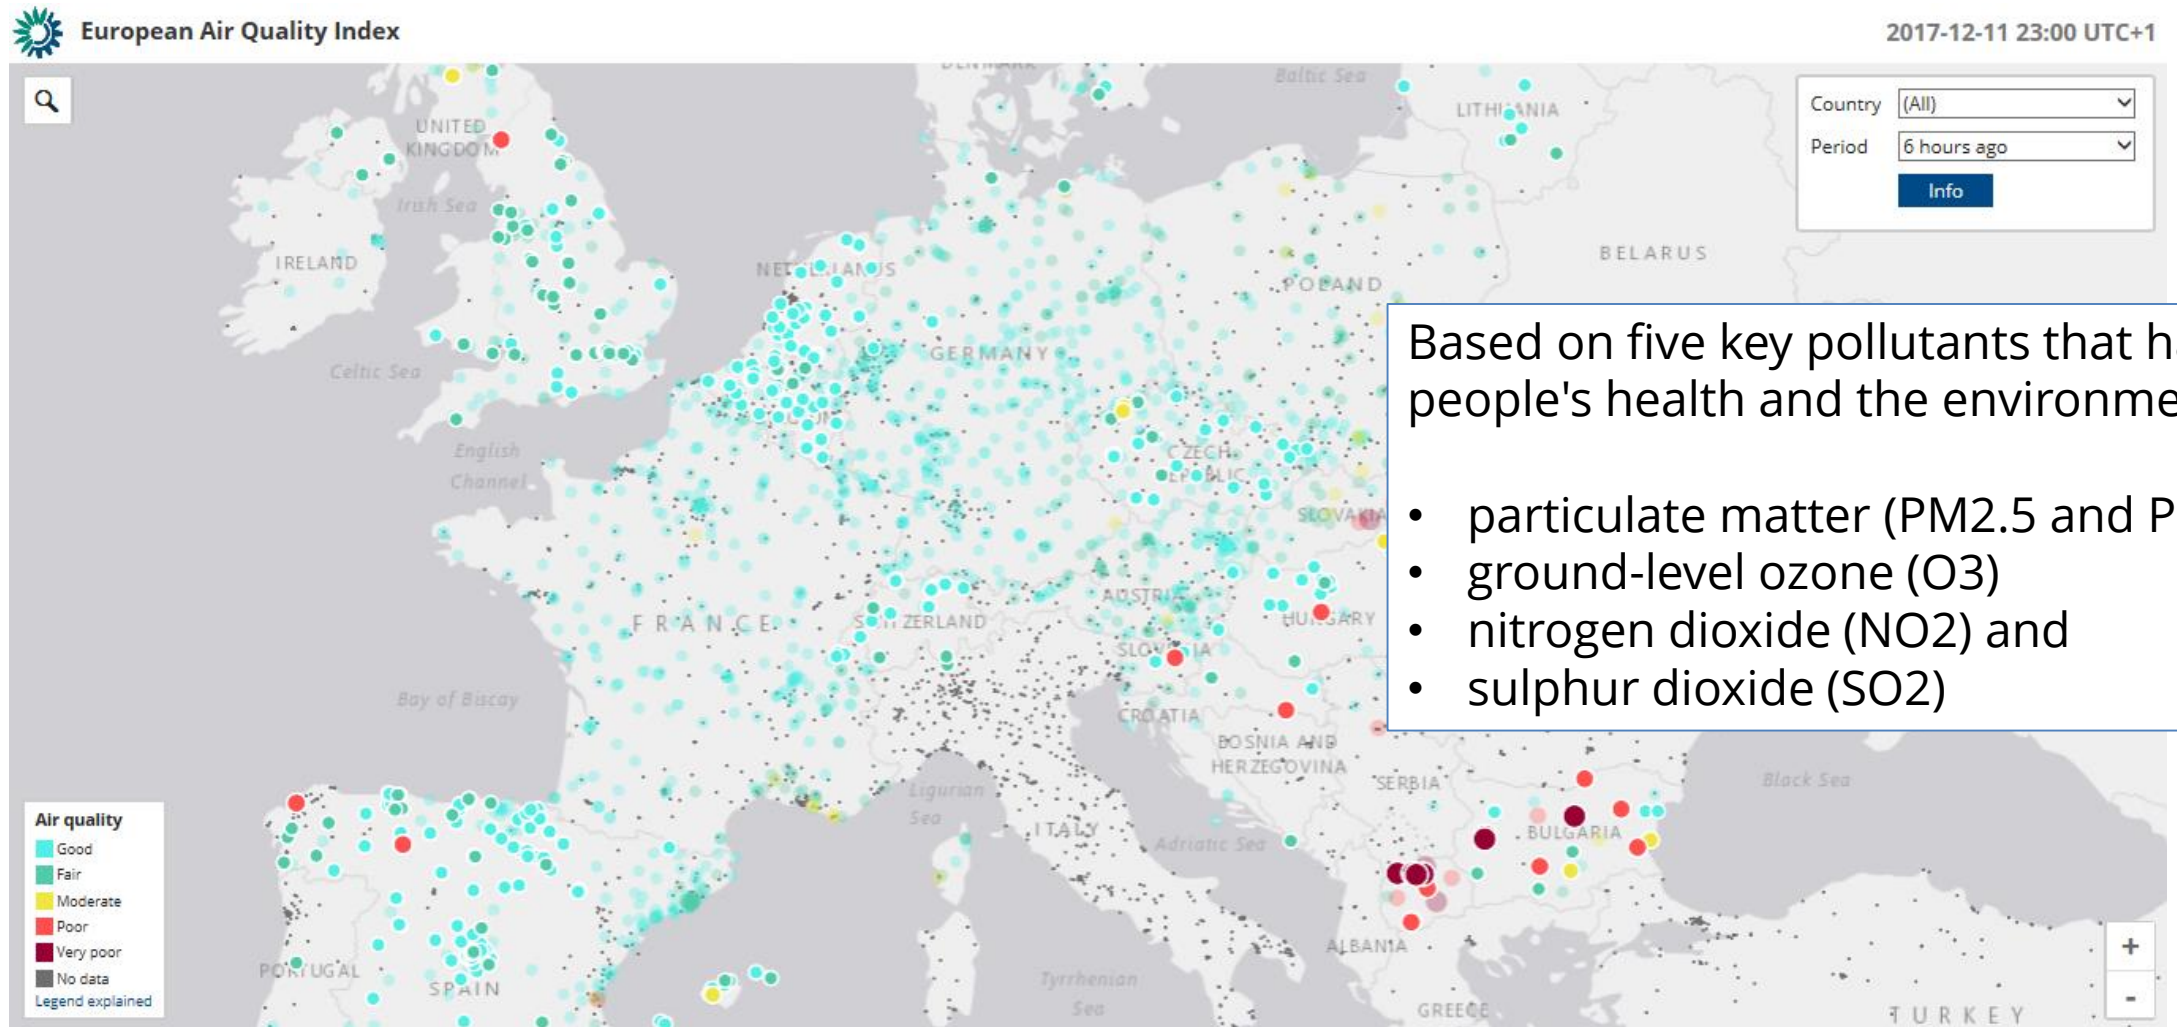 European Air Quality Index
2017-12-11 23:00 UTC+1
Country (All)
Period 6 hours ago
Info
DENMARK
Baltic Sea
LITHUANIA
UNITED
KINGDOM
Irish Sea
IRELAND
NETHERLANDS
BELARUS
POLAND
GERMANY
Celtic Sea
English
Channel
CZECH
REPUBLIC
SLOVAKIA
AUSTRIA
FRANCE
SWITZERLAND
HUNGARY
SLOVENIA
Bay of Biscay
CROATIA
BOSNIA AND
HERZEGOVINA
SERBIA
Black Sea
Ligurian
Sea
ITALY
Adriatic Sea
BULGARIA
ALBANIA
PORTUGAL
SPAIN
Tyrrhenian
Sea
GREECE
TURKEY
Based on five key pollutants that h
people's health and the environme
• particulate matter (PM2.5 and P
• ground-level ozone (O3)
• nitrogen dioxide (NO2) and
• sulphur dioxide (SO2)
Air quality
Good
Fair
Moderate
Poor
Very poor
No data
Legend explained
+
-